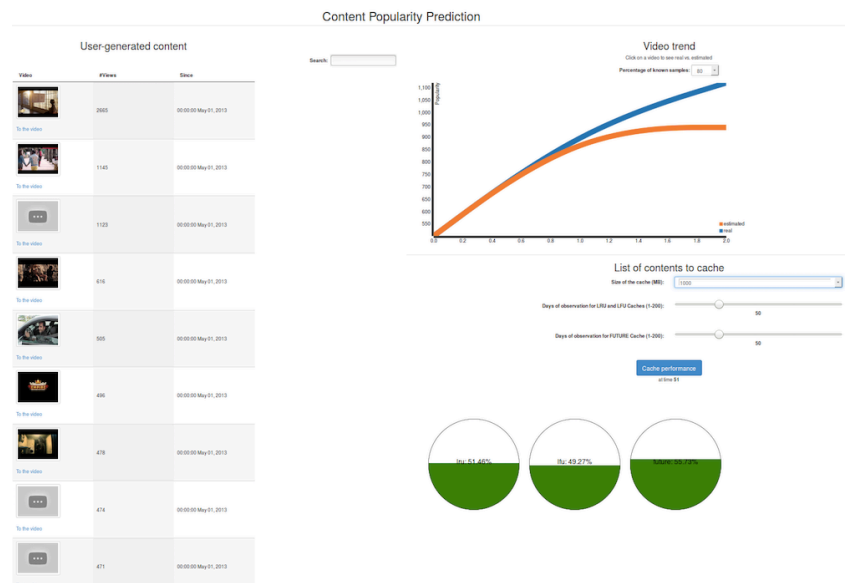 Content Popularity Prediction
User-generated content
Video #Views Since
2665 00:00:00 May 01, 2013
To the video
1143 00:00:00 May 01, 2013
To the video
1123 00:00:00 May 01, 2013
To the video
616 00:00:00 May 01, 2013
To the video
505 00:00:00 May 01, 2013
To the video
486 00:00:00 May 01, 2013
To the video
478 00:00:00 May 01, 2013
To the video
474 00:00:00 May 01, 2013
To the video
471 00:00:00 May 01, 2013
Search:
Video trend
Click on a video to see real vs. estimated
Percentage of known samples: 80
Popularity
1,100
1,000
950
900
850
800
750
700
650
600
500
0.0 0.2 0.4 0.6 0.8 1.0 1.2 1.4 1.6 1.8 2.0
estimated
real
List of contents to cache
Size of the cache (MB): 1000
Days of observation for LRU and LFU Caches (1-200):
50
Days of observation for FUTURE Cache (1-200):
50
Cache performance
at time 51
lru: 51.46% lfu: 49.27% future: 55.73%